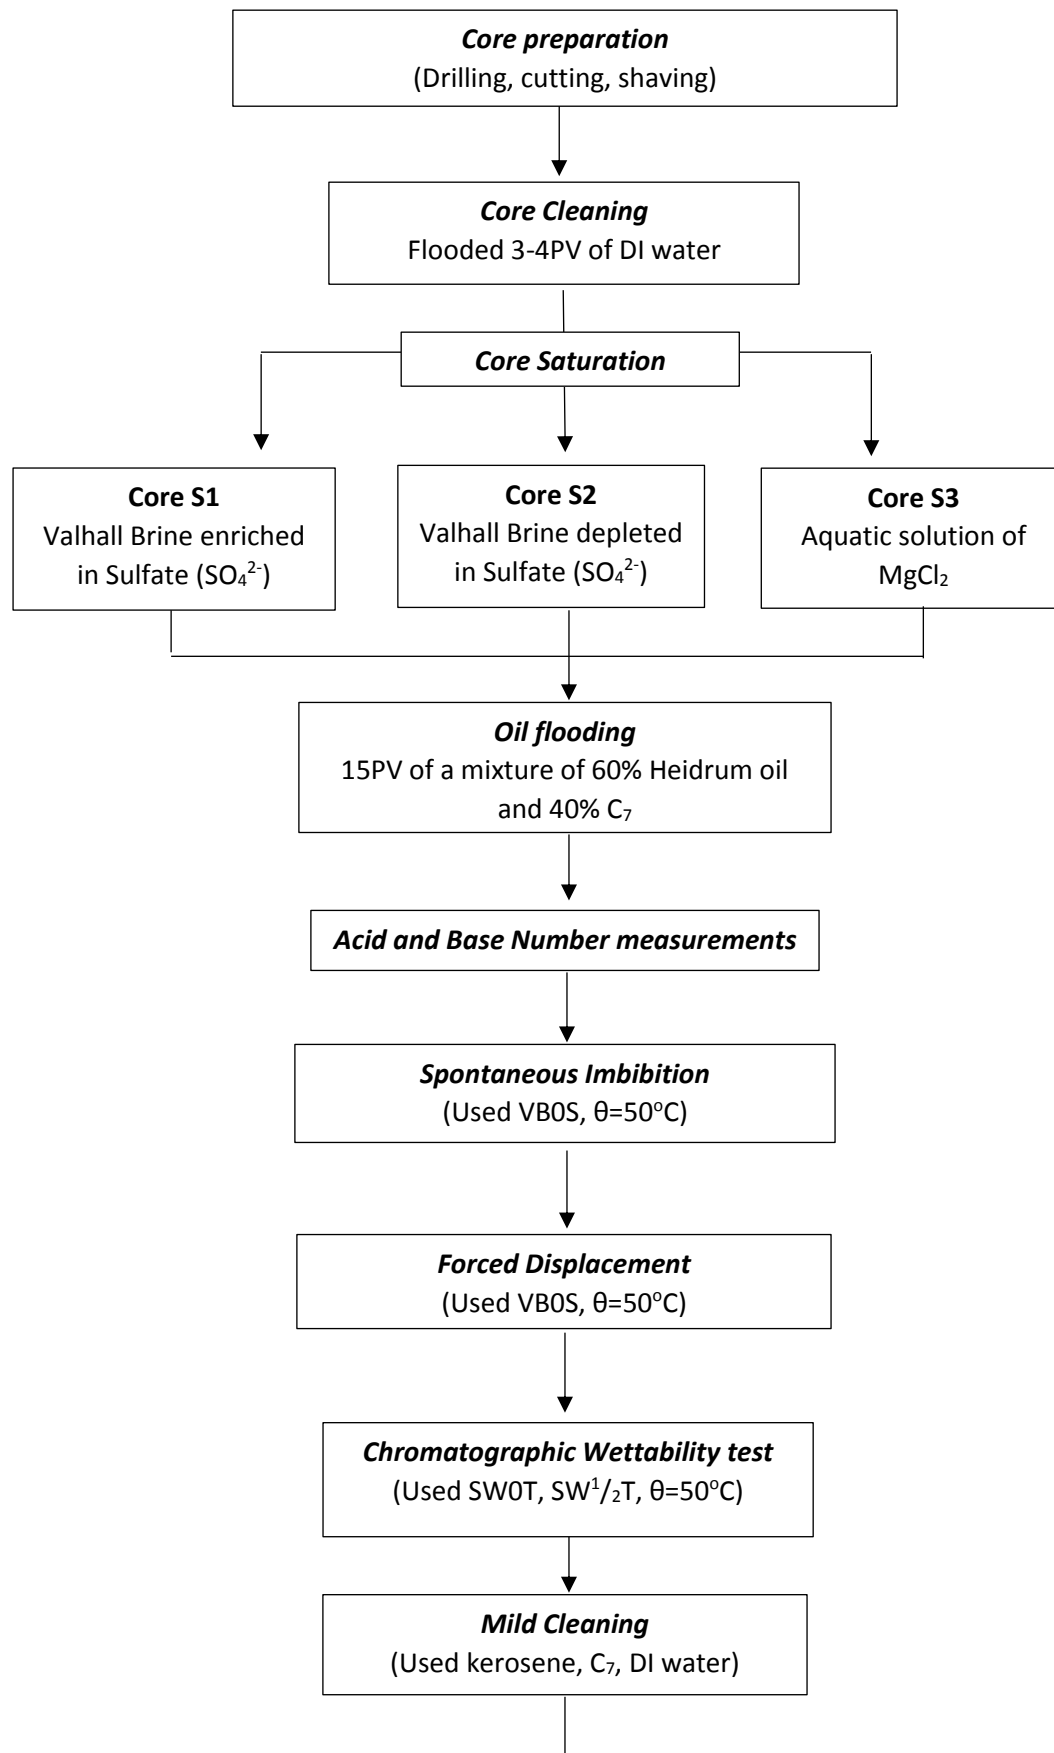 Core preparation
(Drilling, cutting, shaving)
Core Cleaning
Flooded 3-4PV of DI water
Core Saturation
Core S1
Valhall Brine enriched
in Sulfate (SO₄²⁻)
Core S2
Valhall Brine depleted
in Sulfate (SO₄²⁻)
Core S3
Aquatic solution of
MgCl₂
Oil flooding
15PV of a mixture of 60% Heidrum oil
and 40% C₇
Acid and Base Number measurements
Spontaneous Imbibition
(Used VB0S, θ=50°C)
Forced Displacement
(Used VB0S, θ=50°C)
Chromatographic Wettability test
(Used SW0T, SW¹/₂T, θ=50°C)
Mild Cleaning
(Used kerosene, C₇, DI water)